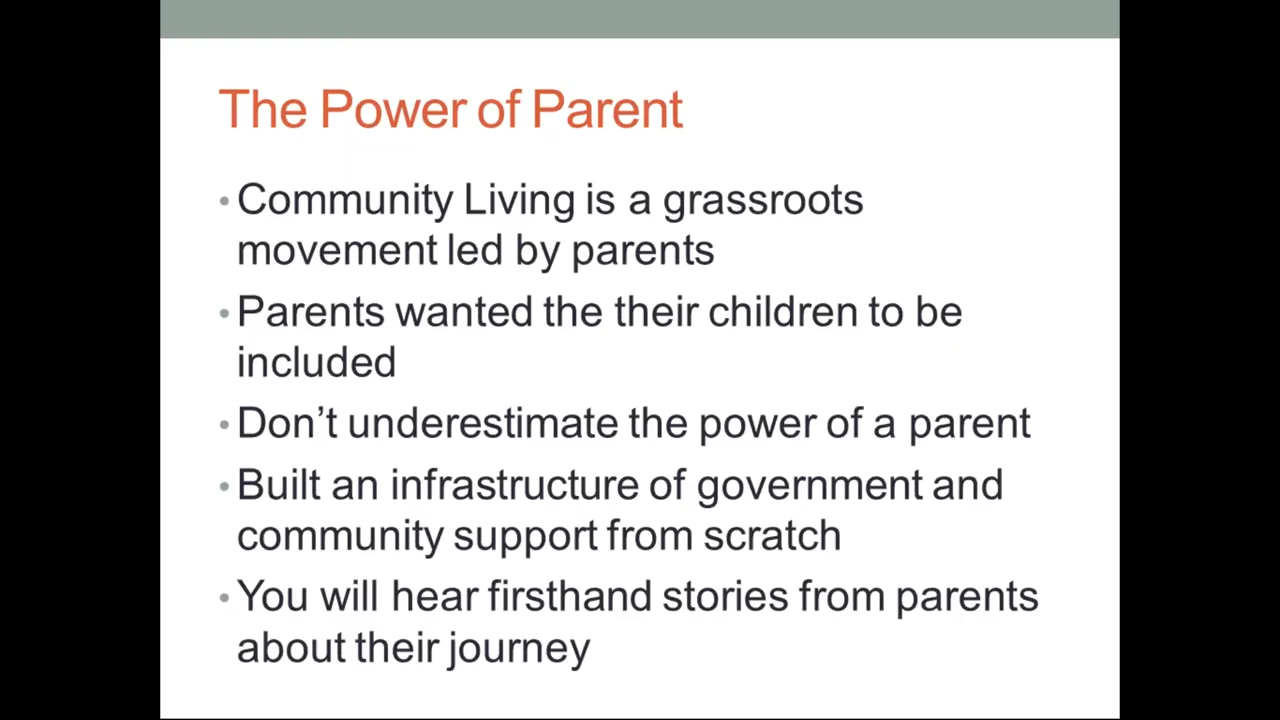 The Power of Parent
• Community Living is a grassroots
movement led by parents
• Parents wanted the their children to be
included
• Don’t underestimate the power of a parent
• Built an infrastructure of government and
community support from scratch
• You will hear firsthand stories from parents
about their journey